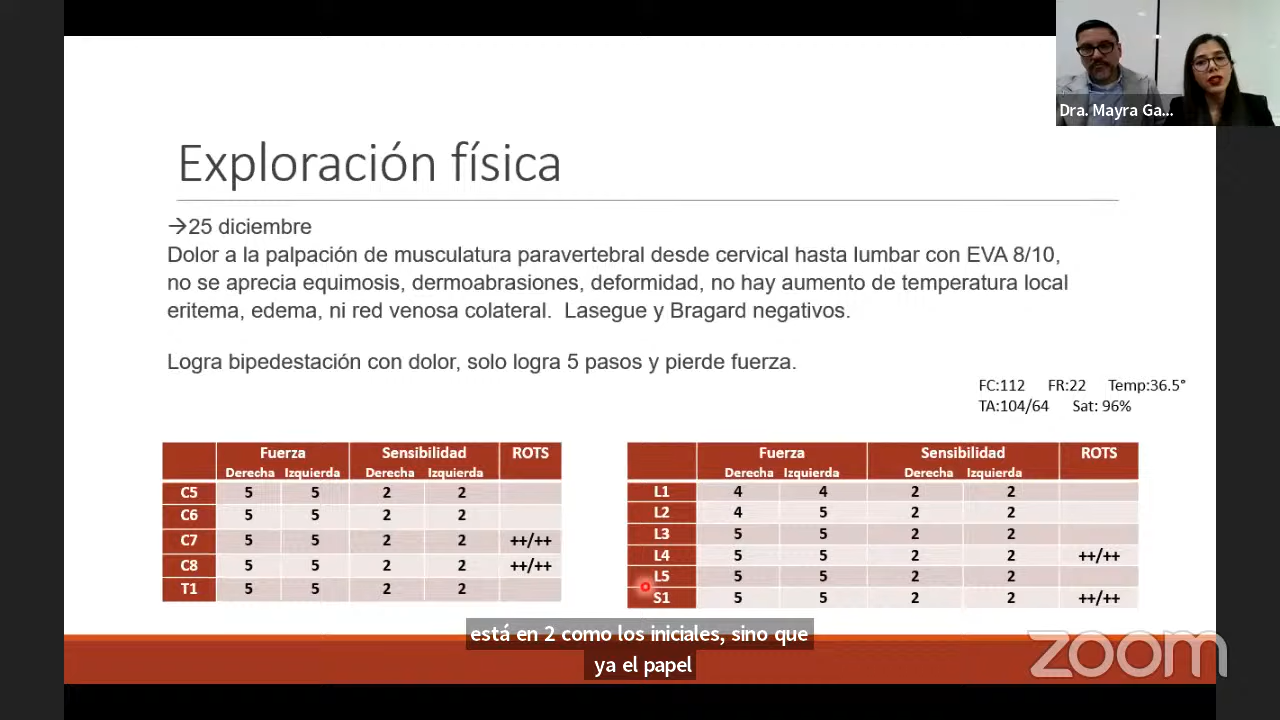 Dra. Mayra Ga...
Exploración física
→25 diciembre
Dolor a la palpación de musculatura paravertebral desde cervical hasta lumbar con EVA 8/10,
no se aprecia equimosis, dermoabrasiones, deformidad, no hay aumento de temperatura local
eritema, edema, ni red venosa colateral. Lasegue y Bragard negativos.
Logra bipedestación con dolor, solo logra 5 pasos y pierde fuerza.
FC:112 FR:22 Temp:36.5°
TA:104/64 Sat: 96%
Fuerza Sensibilidad ROTS
Derecha Izquierda Derecha Izquierda
C5 5 5 2 2
C6 5 5 2 2
C7 5 5 2 2 ++/++
C8 5 5 2 2 ++/++
T1 5 5 2 2
Fuerza Sensibilidad ROTS
Derecha Izquierda Derecha Izquierda
L1 4 4 2 2
L2 4 5 2 2
L3 5 5 2 2
L4 5 5 2 2 ++/++
L5 5 5 2 2
S1 5 5 2 2 ++/++
está en 2 como los iniciales, sino que
ya el papel
zoom